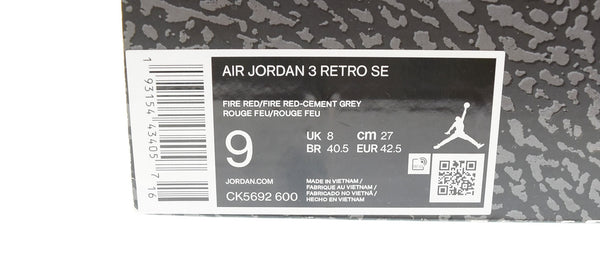 AIR JORDAN 3 RETRO SE
FIRE RED/FIRE RED-CEMENT GREY
ROUGE FEU/ROUGE FEU
9
UK 8 cm 27
BR 40.5 EUR 42.5
JORDAN.COM
CK5692 600
MADE IN VIETNAM /
FABRIQUE AU VIETNAM /
FABRICADO NO VIETNÃ /
HECHO EN VIETNAM
1 93154 43405 7 16